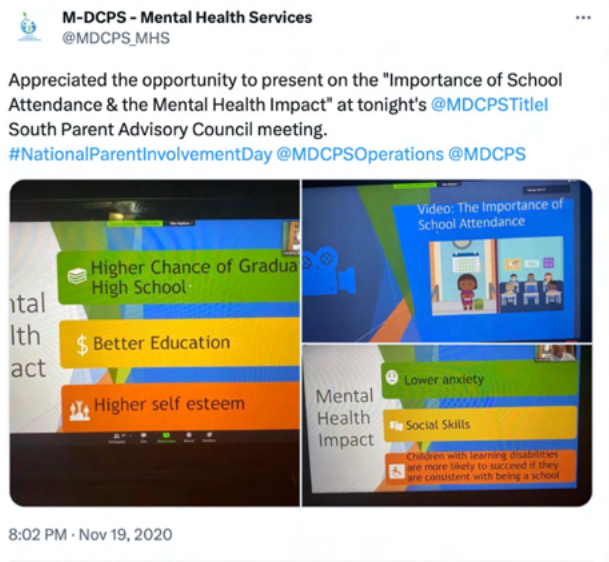 M-DCPS - Mental Health Services
@MDCPS_MHS
Appreciated the opportunity to present on the "Importance of School
Attendance & the Mental Health Impact" at tonight's @MDCPSTitleI
South Parent Advisory Council meeting.
#NationalParentInvolvementDay @MDCPSOperations @MDCPS
ntal
lth
act
Higher Chance of Gradua
High School
$ Better Education
Higher self esteem
Video: The Importance of
School Attendance
Mental
Health
Impact
Lower anxiety
Social Skills
Children with learning disabilities
are more likely to succeed if they
are consistent with being a school
8:02 PM · Nov 19, 2020